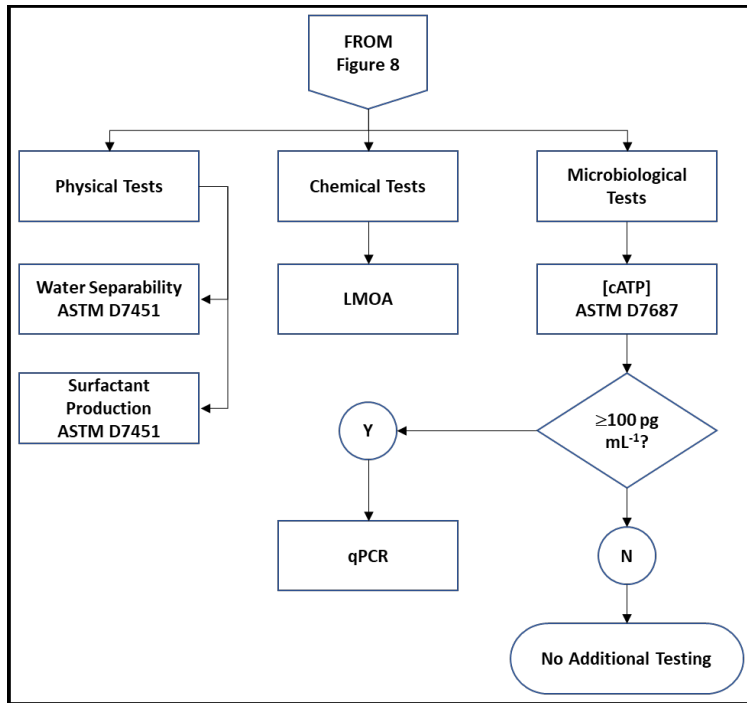 FROM
Figure 8
Physical Tests
Chemical Tests
Microbiological
Tests
Water Separability
ASTM D7451
LMOA
[cATP]
ASTM D7687
Surfactant
Production
ASTM D7451
Y
≥100 pg
mL⁻¹?
qPCR
N
No Additional Testing